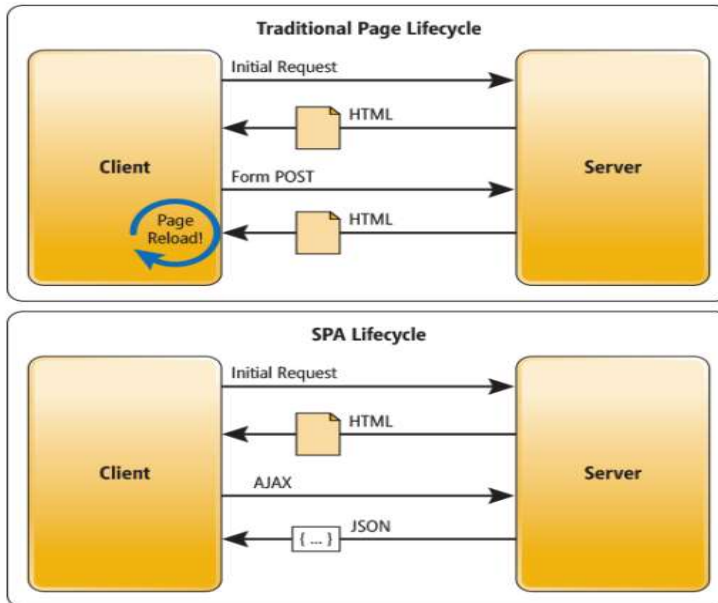 Traditional Page Lifecycle
Initial Request
HTML
Client
Server
Form POST
Page
Reload!
HTML
SPA Lifecycle
Initial Request
HTML
Client
Server
AJAX
JSON
{ ... }